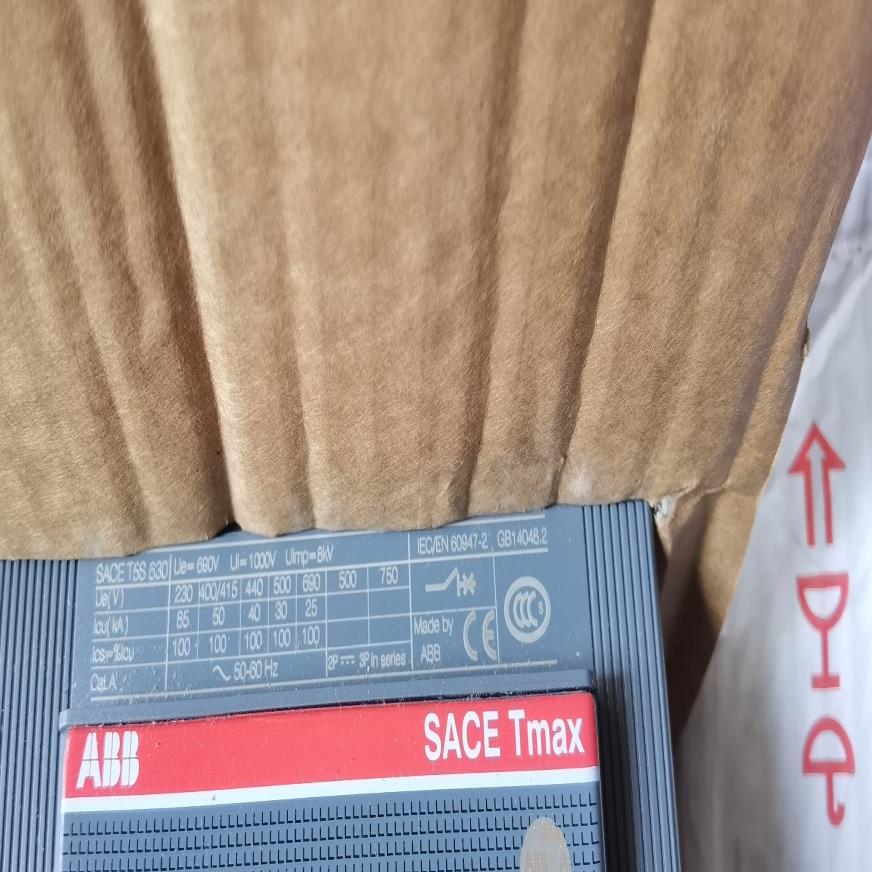 SACE T5S 630 Ue=690V UI=1000V Uimp=8kV IEC/EN 60947-2 GB14048.2
Ue(V) 230 400/415 440 500 690 500 750
Icu(kA) 85 50 40 30 25
Ics=%Icu 100 100 100 100 100
Cat.A 50-60 Hz 2P 3P in series
Made by
ABB
CE
CCC S
ABB SACE Tmax